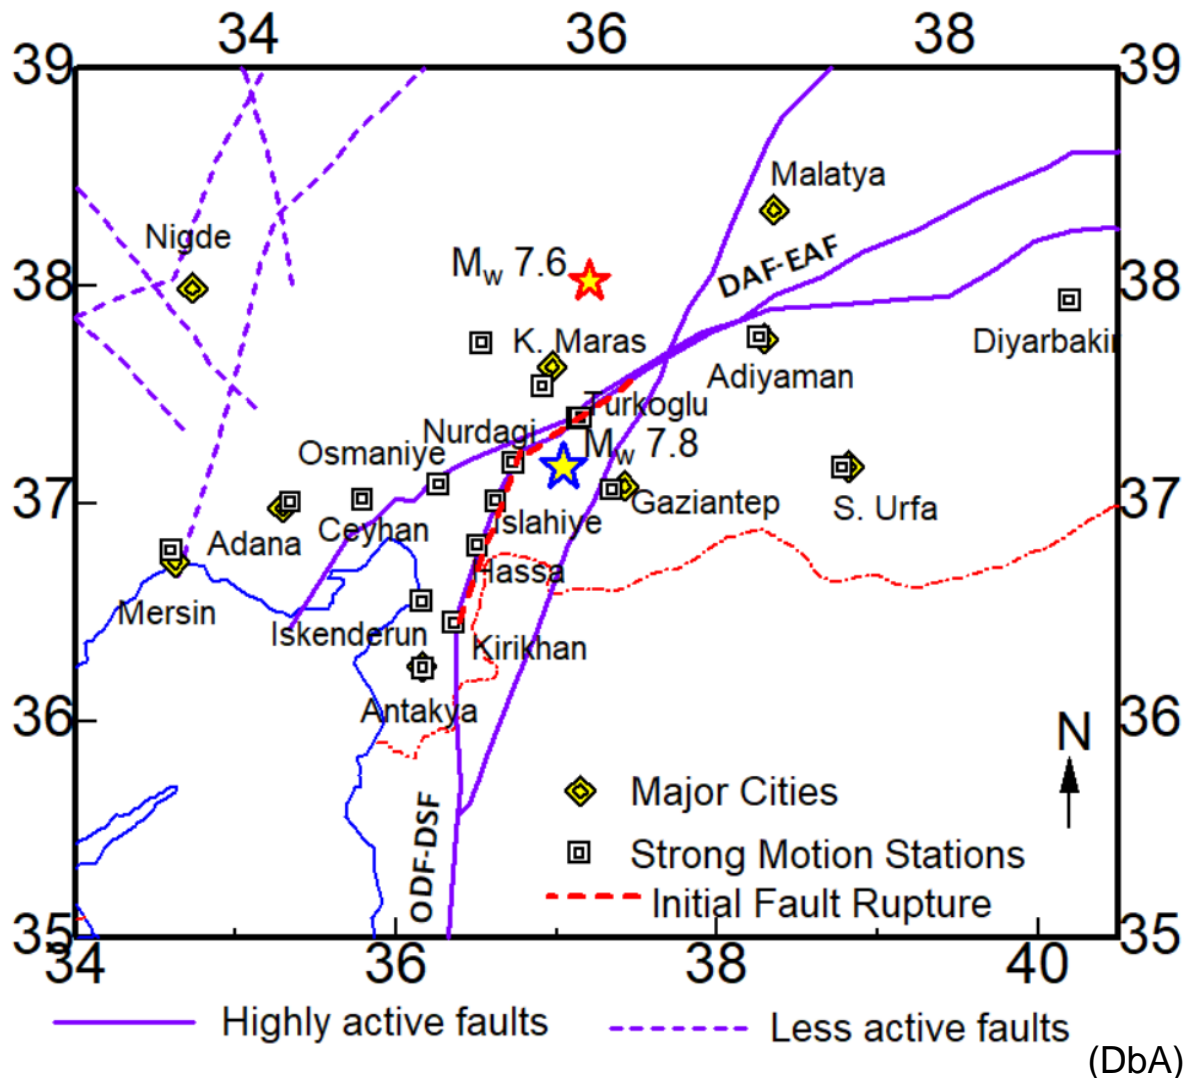 34 36 38
39 39
Malatya
Nigde
Mw 7.6
DAF-EAF
38 38
K. Maras
Diyarbakir
Adiyaman
Turkoglu
Nurdagi
Mw 7.8
Osmaniye
37 37
Gaziantep
Islahiye
S. Urfa
Ceyhan
Adana
Hassa
Mersin
Iskenderun
Kirikhan
Antakya
36 36
N
Major Cities
ODF-DSF
Strong Motion Stations
Initial Fault Rupture
35 35
34 36 38 40
Highly active faults
Less active faults
(DbA)